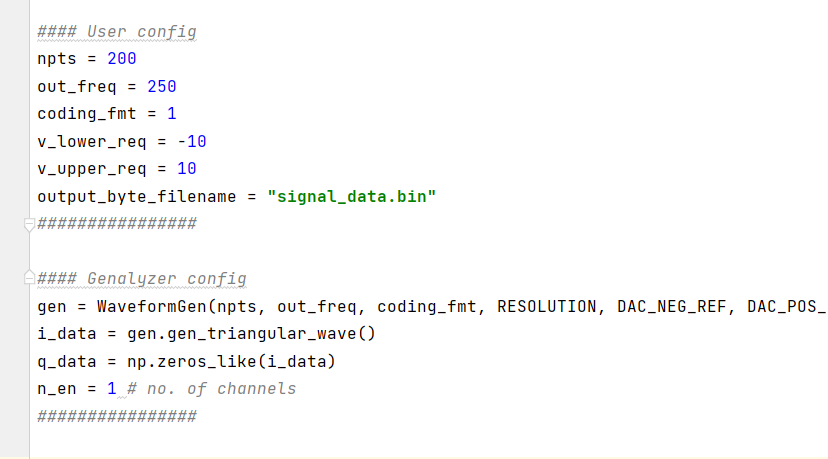 #### User config
npts = 200
out_freq = 250
coding_fmt = 1
v_lower_req = -10
v_upper_req = 10
output_byte_filename = "signal_data.bin"
################
#### Genalyzer config
gen = WaveformGen(npts, out_freq, coding_fmt, RESOLUTION, DAC_NEG_REF, DAC_POS_
i_data = gen.gen_triangular_wave()
q_data = np.zeros_like(i_data)
n_en = 1 # no. of channels
################